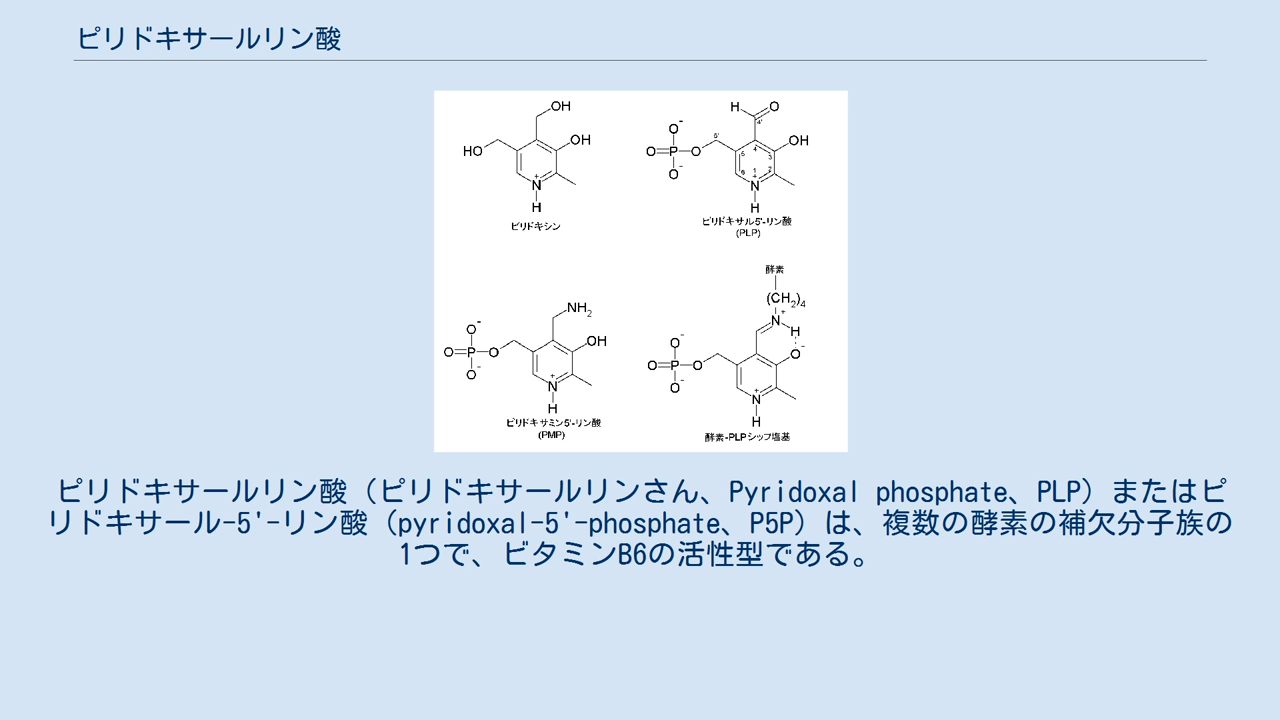 ピリドキサールリン酸
OH
HO
OH
N
+
H
ピリドキシン
H
O
4'
O-
5'
O=P-O
OH
4
5
3
O-
6
1
2
N
+
H
ピリドキサル5'-リン酸
(PLP)
NH2
O-
O=P-O
OH
O-
N
+
H
ピリドキサミン5'-リン酸
(PMP)
酵素
(CH2)4
N
+
H
O-
O-
O=P-O
O-
N
+
H
酵素-PLPシッフ塩基
ピリドキサールリン酸（ピリドキサールリンさん、Pyridoxal phosphate、PLP）またはピ
リドキサール-5'-リン酸（pyridoxal-5'-phosphate、P5P）は、複数の酵素の補欠分子族の
1つで、ビタミンB6の活性型である。